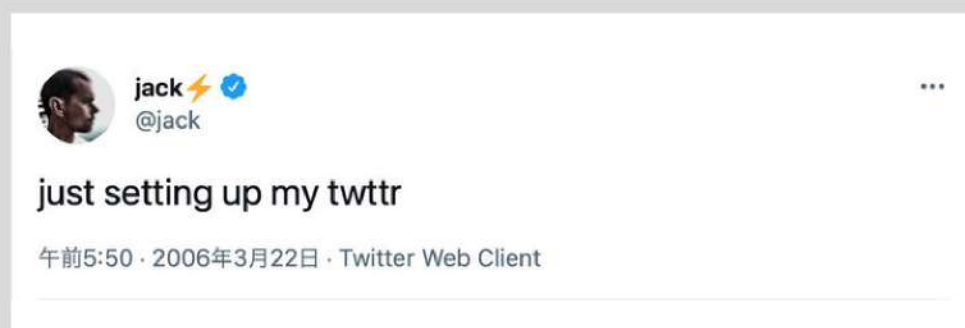 jack⚡
@jack
just setting up my twttr
午前5:50 · 2006年3月22日 · Twitter Web Client